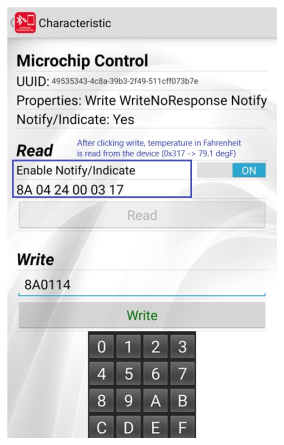 Characteristic
Microchip Control
UUID: 49535343-4c8a-39b3-2f49-511cff073b7e
Properties: Write WriteNoResponse Notify
Notify/Indicate: Yes
Read
After clicking write, temperature in Fahrenheit
is read from the device (0x317 -> 79.1 degF)
Enable Notify/Indicate ON
8A 04 24 00 03 17
Read
Write
8A0114
Write
0 1 2 3
4 5 6 7
8 9 A B
C D E F